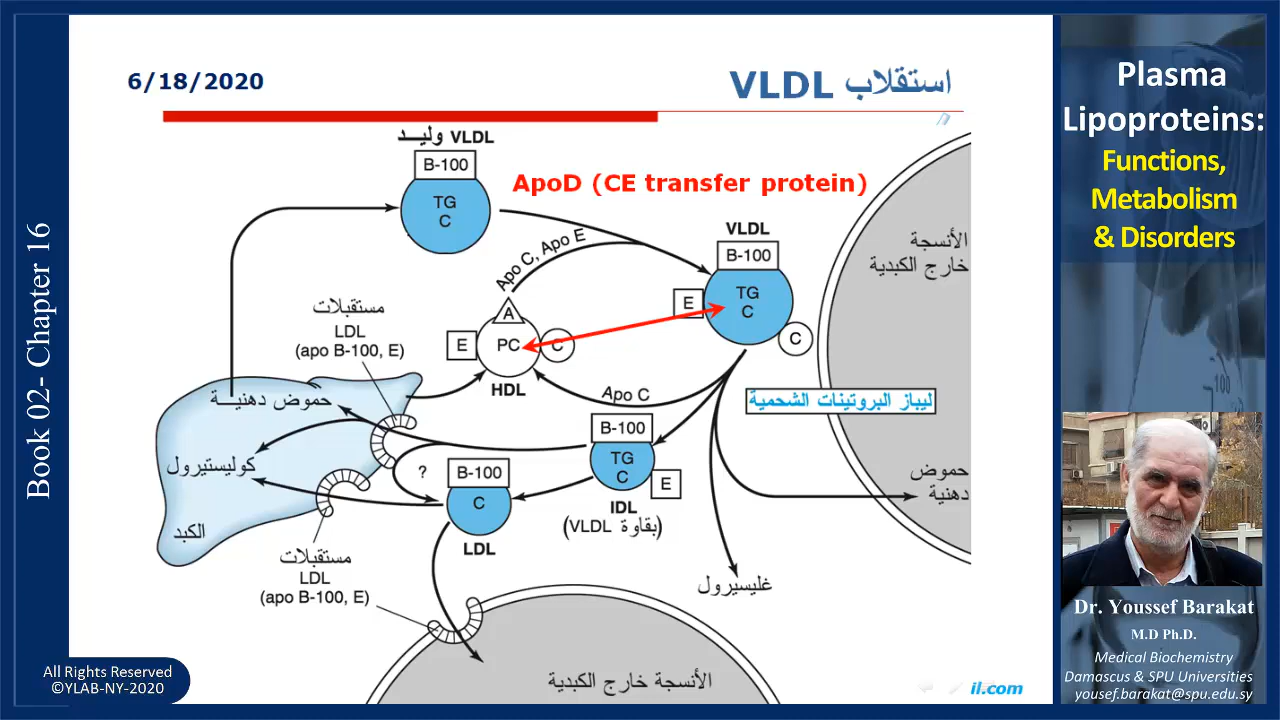 6/18/2020
استقلاب VLDL
Plasma
Lipoproteins:
Functions,
Metabolism
& Disorders
Book 02- Chapter 16
وليـــد VLDL
B-100
TG
C
ApoD (CE transfer protein)
Apo C, Apo E
VLDL
B-100
TG
C
E
C
الأنسجة
خارج الكبدية
مستقبلات
LDL
(apo B-100, E)
A
E
PC
C
HDL
Apo C
ليباز البروتينات الشحمية
حموض دهنيـــة
كوليستيرول
الكبد
?
B-100
TG
C
E
IDL
(بقاوة VLDL)
B-100
C
LDL
حموض
دهنية
غليسيرول
مستقبلات
LDL
(apo B-100, E)
الأنسجة خارج الكبدية
100
il.com
Dr. Youssef Barakat
M.D Ph.D.
Medical Biochemistry
Damascus & SPU Universities
yousef.barakat@spu.edu.sy
All Rights Reserved
©YLAB-NY-2020